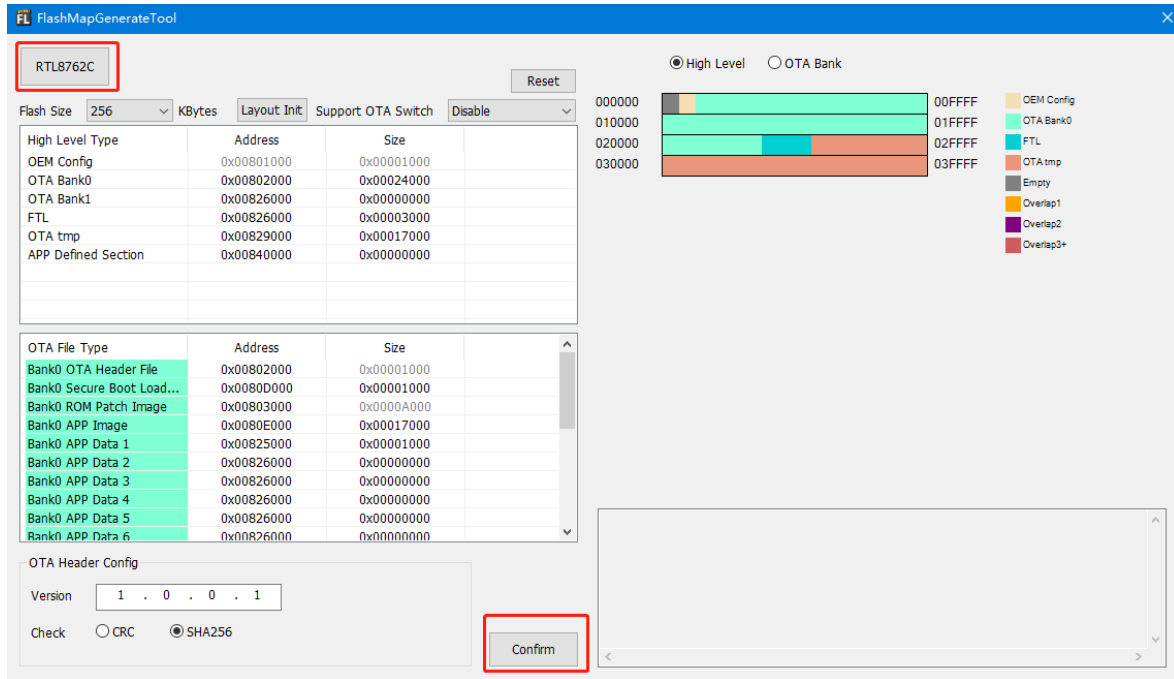 FL FlashMapGenerateTool
RTL8762C
Reset
Flash Size 256 KBytes Layout Init Support OTA Switch Disable
High Level Type Address Size
OEM Config 0x00801000 0x00001000
OTA Bank0 0x00802000 0x00024000
OTA Bank1 0x00826000 0x00000000
FTL 0x00826000 0x00003000
OTA tmp 0x00829000 0x00017000
APP Defined Section 0x00840000 0x00000000
OTA File Type Address Size
Bank0 OTA Header File 0x00802000 0x00001000
Bank0 Secure Boot Load... 0x0080D000 0x00001000
Bank0 ROM Patch Image 0x00803000 0x0000A000
Bank0 APP Image 0x0080E000 0x00017000
Bank0 APP Data 1 0x00825000 0x00001000
Bank0 APP Data 2 0x00826000 0x00000000
Bank0 APP Data 3 0x00826000 0x00000000
Bank0 APP Data 4 0x00826000 0x00000000
Bank0 APP Data 5 0x00826000 0x00000000
Bank0 APP Data 6 0x00826000 0x00000000
OTA Header Config
Version 1 . 0 . 0 . 1
Check CRC SHA256
Confirm
High Level OTA Bank
000000 00FFFF
010000 01FFFF
020000 02FFFF
030000 03FFFF
OEM Config
OTA Bank0
FTL
OTA tmp
Empty
Overlap1
Overlap2
Overlap3+